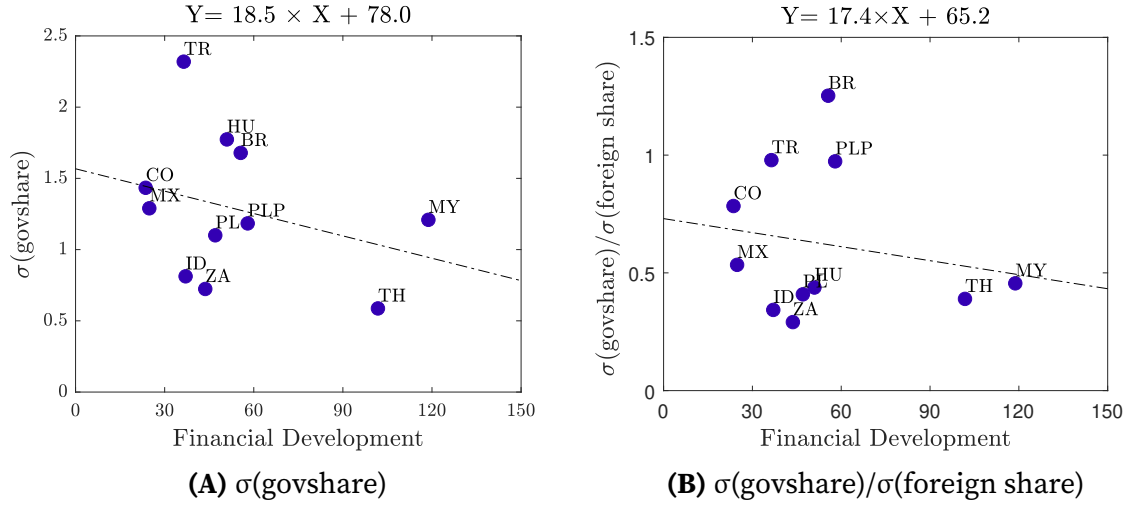 Y= 18.5 × X + 78.0
2.5
2
1.5
1
0.5
0
0
30
60
90
120
150
σ(govshare)
Financial Development
TR
HU
BR
CO
MX
PLP
PL
MY
ID
ZA
TH
(A) σ(govshare)
Y= 17.4×X + 65.2
1.5
1
0.5
0
0
30
60
90
120
150
σ(govshare)/σ(foreign share)
Financial Development
BR
TR
PLP
CO
MX
HU
PL
MY
TH
ID
ZA
(B) σ(govshare)/σ(foreign share)